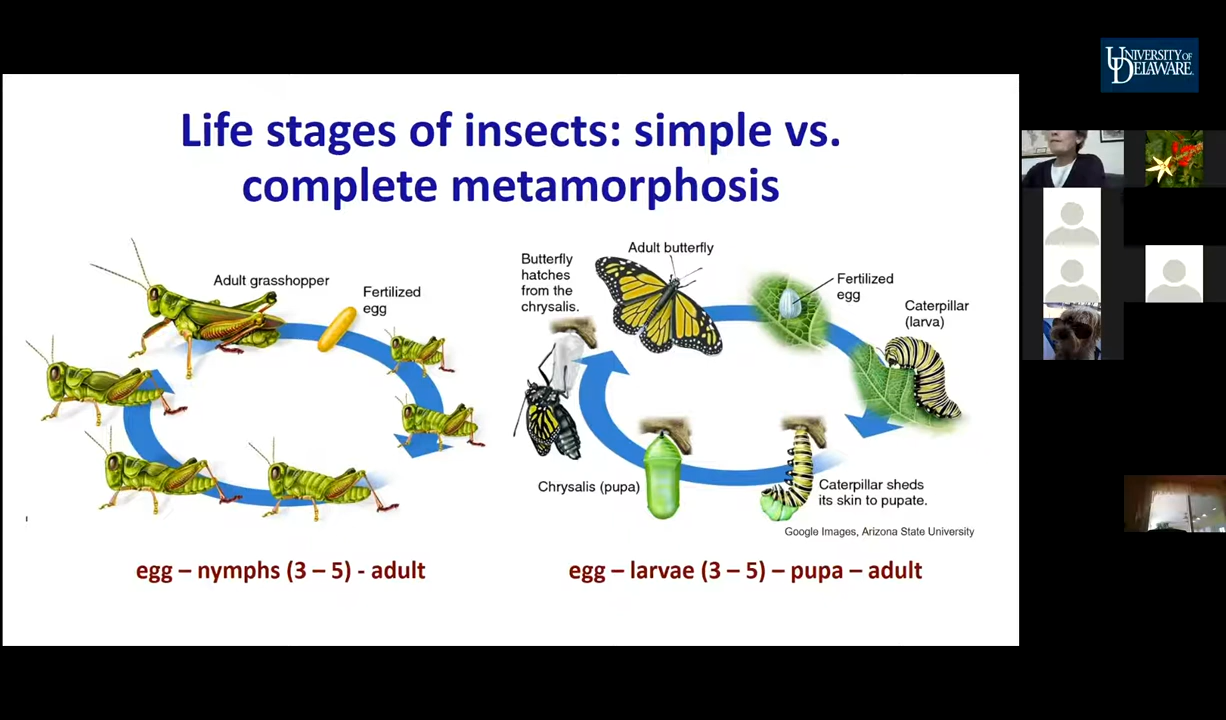 UNIVERSITY OF
DELAWARE
Life stages of insects: simple vs.
complete metamorphosis
Adult grasshopper
Fertilized
egg
Butterfly
hatches
from the
chrysalis.
Adult butterfly
Fertilized
egg
Caterpillar
(larva)
Chrysalis (pupa)
Caterpillar sheds
its skin to pupate.
Google Images, Arizona State University
egg – nymphs (3 – 5) - adult
egg – larvae (3 – 5) – pupa – adult